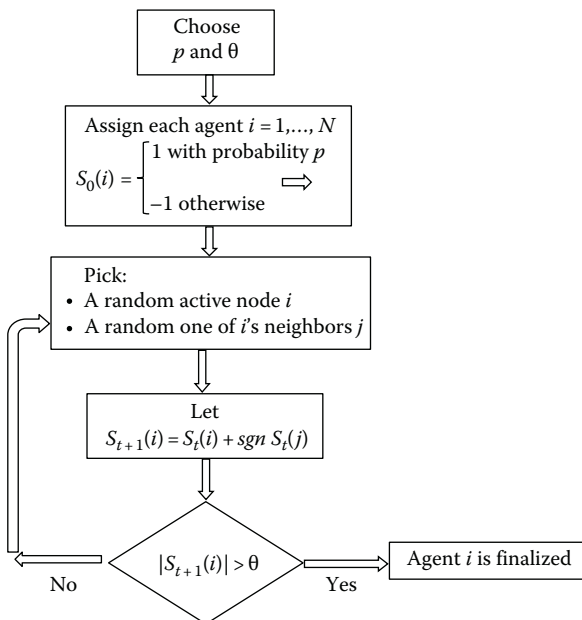 Choose
p and θ
Assign each agent i = 1,..., N
1 with probability p
S₀(i) =
−1 otherwise
Pick:
• A random active node i
• A random one of i's neighbors j
Let
Sₜ₊₁(i) = Sₜ(i) + sgn Sₜ(j)
|Sₜ₊₁(i)| > θ
No
Yes
Agent i is finalized